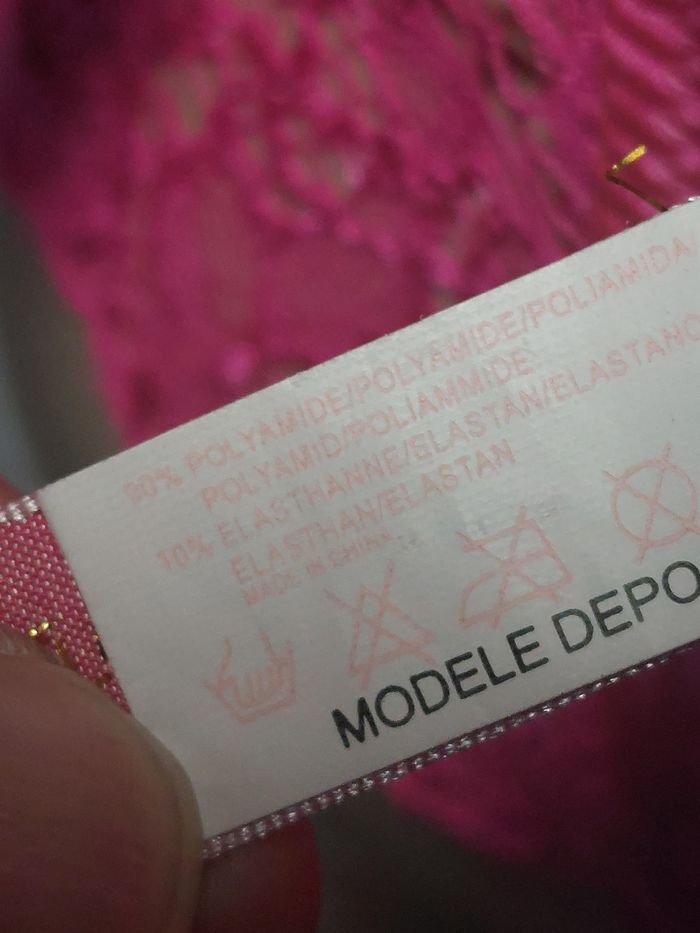 90% POLYAMIDE/POLYAMIDE/POLIAMIDA/
POLYAMID/POLIAMMIDE
10% ELASTHANNE/ELASTAN/ELASTANO
ELASTHAN/ELASTAN
MADE IN CHINA
MODELE DEPO